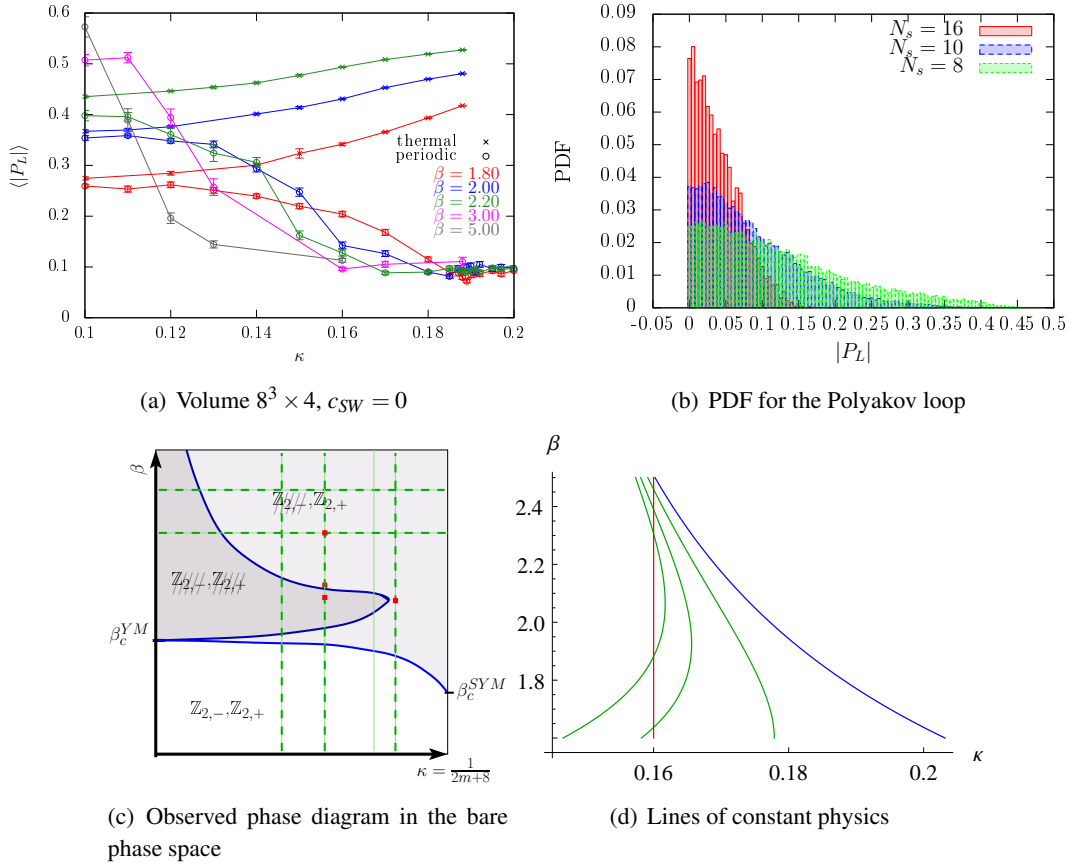 0.6
0.5
0.4
0.3
0.2
0.1
0
0.1 0.12 0.14 0.16 0.18 0.2
⟨|P_L|⟩
κ
thermal
periodic
β = 1.80
β = 2.00
β = 2.20
β = 3.00
β = 5.00
(a) Volume 8³ × 4, c_{SW} = 0
0.09
0.08
0.07
0.06
0.05
0.04
0.03
0.02
0.01
0
-0.05 0 0.05 0.1 0.15 0.2 0.25 0.3 0.35 0.4 0.45 0.5
PDF
|P_L|
N_s = 16
N_s = 10
N_s = 8
(b) PDF for the Polyakov loop
β
ℤ_{2,-},ℤ_{2,+}
ℤ_{2,-},ℤ_{2,+}
β_c^{YM}
β_c^{SYM}
ℤ_{2,-},ℤ_{2,+}
κ = 1/(2m+8)
(c) Observed phase diagram in the bare
phase space
β
2.4
2.2
2.0
1.8
0.16 0.18 0.2
κ
(d) Lines of constant physics